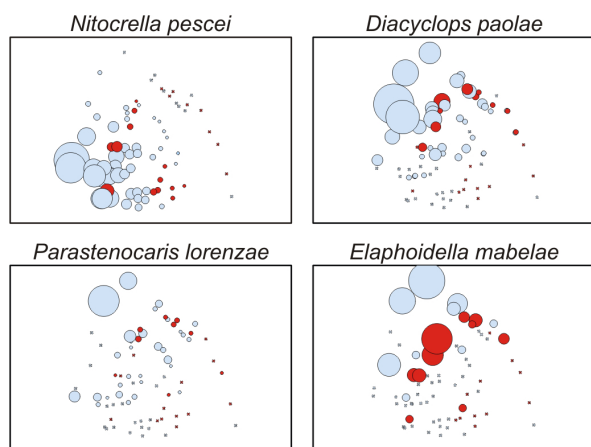 Nitocrella pescei
Diacyclops paolae
Parastenocaris lorenzae
Elaphoidella mabelae